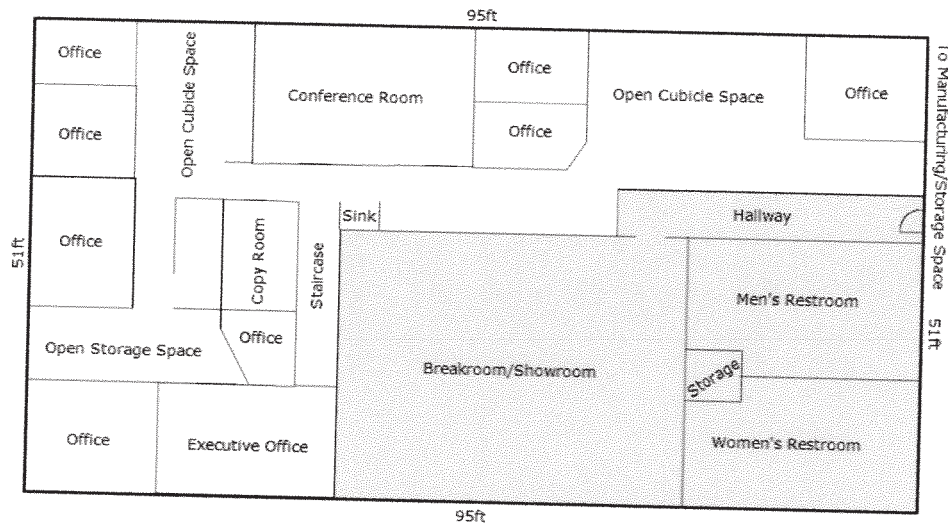 95ft
Office
Open Cubicle Space
Conference Room
Office
Open Cubicle Space
Office
Office
Office
To Manufacturing/Storage Space
Office
Copy Room
Staircase
Sink
Hallway
51ft
Men's Restroom
51ft
Office
Open Storage Space
Breakroom/Showroom
Storage
Office
Executive Office
Women's Restroom
95ft